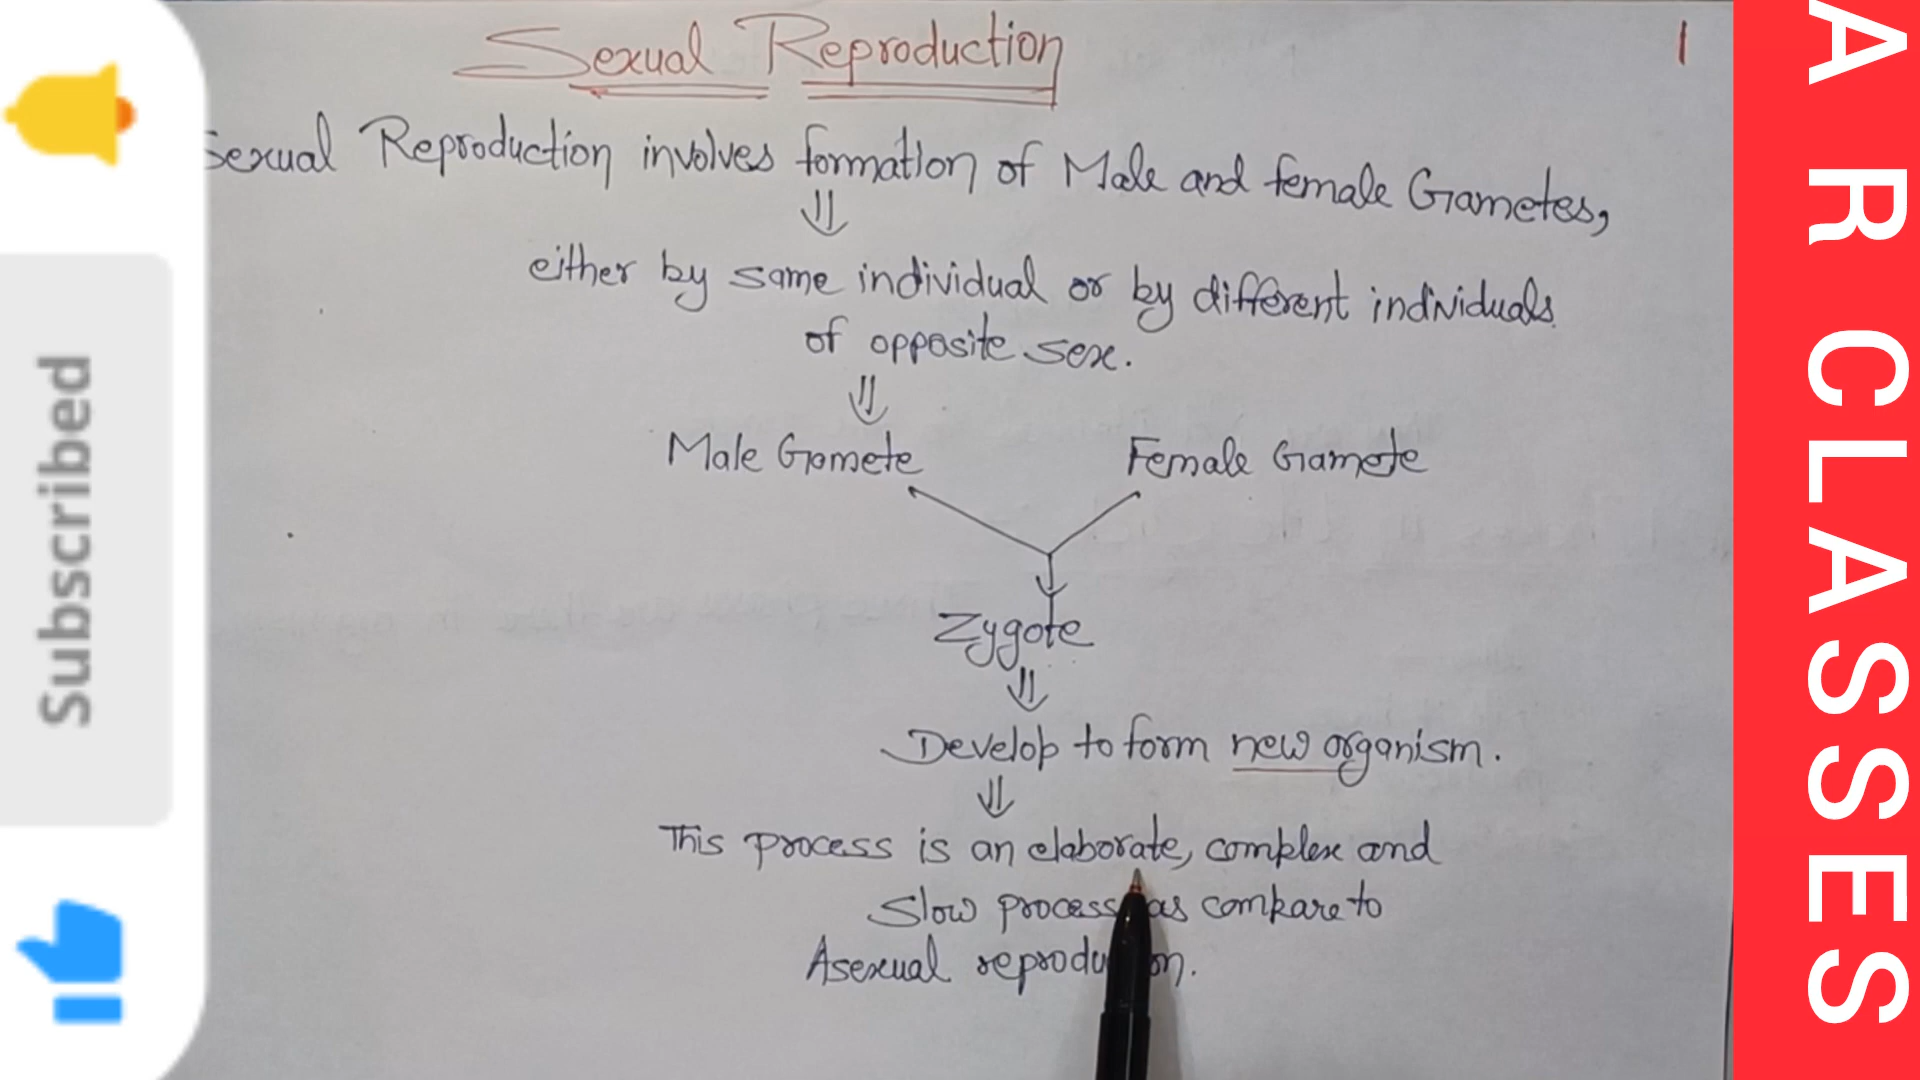 Sexual Reproduction
1
Sexual Reproduction involves formation of Male and female Gametes,
either by same individual or by different individuals
of opposite sex.
Male Gamete Female Gamete
Zygote
Develop to form new organism.
This process is an elaborate, complex and
Slow process as compare to
Asexual reproduction.
Subscribed
A R CLASSES